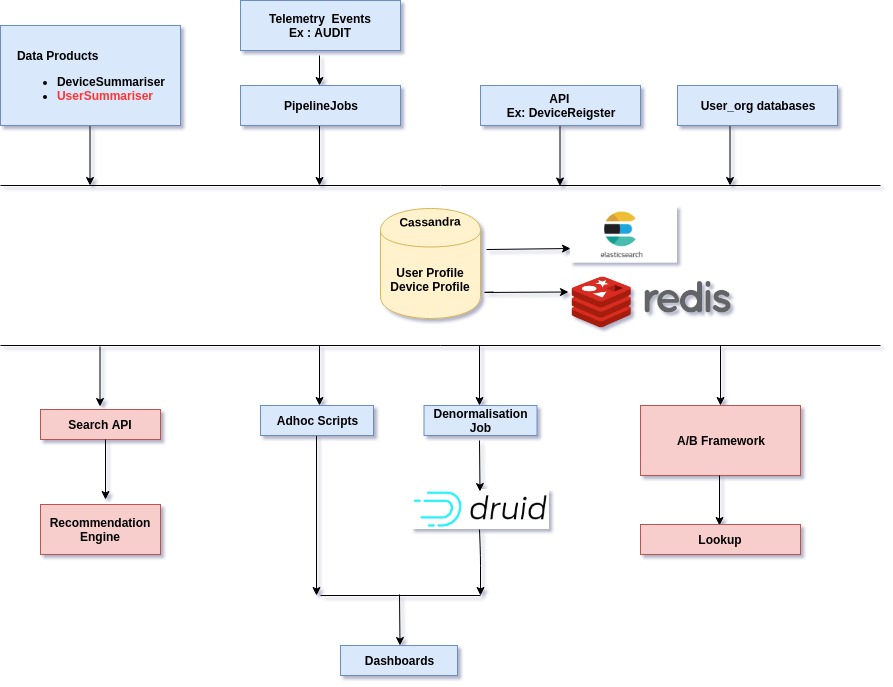 Telemetry  Events
Ex : AUDIT
Data Products
DeviceSummariser
UserSummariser
PipelineJobs
API
Ex: DeviceReigster
User_org databases
Cassandra
User Profile
Device Profile
elasticsearch
redis
Search API
Recommendation
Engine
Adhoc Scripts
Denormalisation
Job
druid
A/B Framework
Lookup
Dashboards